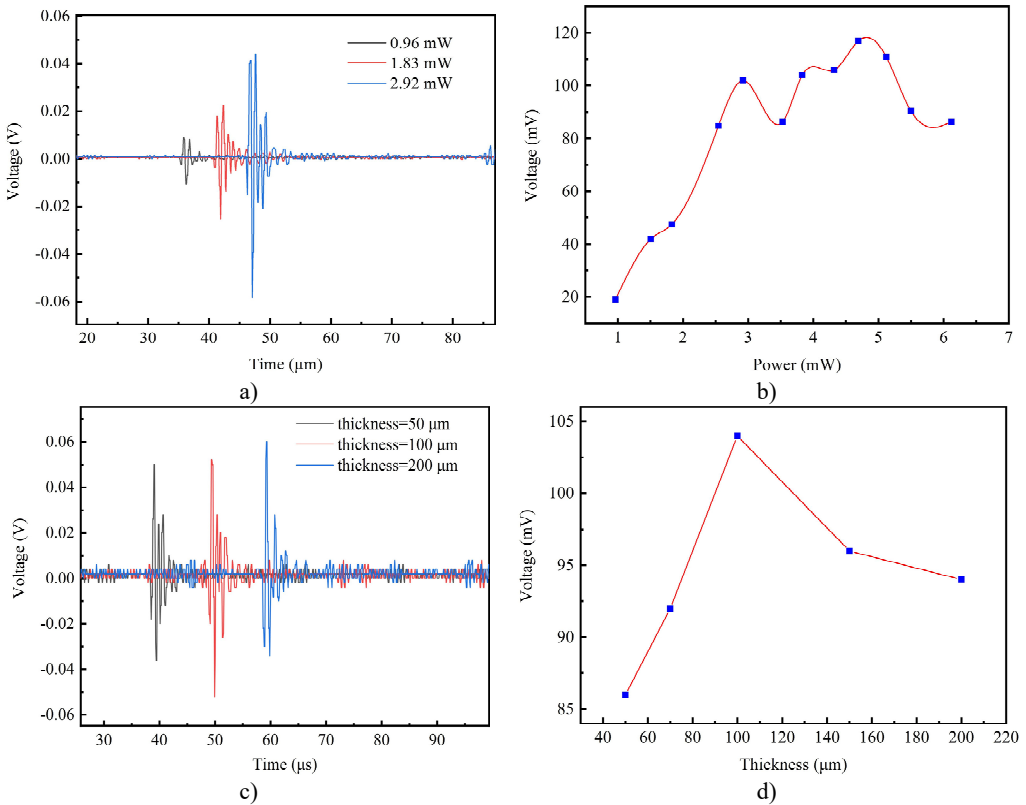 0.06
0.04
0.02
0.00
-0.02
-0.04
-0.06
Voltage (V)
0.96 mW
1.83 mW
2.92 mW
20 30 40 50 60 70 80
Time (μm)
a)
120
100
80
60
40
20
Voltage (mV)
1 2 3 4 5 6 7
Power (mW)
b)
0.06
0.04
0.02
0.00
-0.02
-0.04
-0.06
Voltage (V)
thickness=50 μm
thickness=100 μm
thickness=200 μm
30 40 50 60 70 80 90
Time (μs)
c)
105
100
95
90
85
Voltage (mV)
40 60 80 100 120 140 160 180 200 220
Thickness (μm)
d)